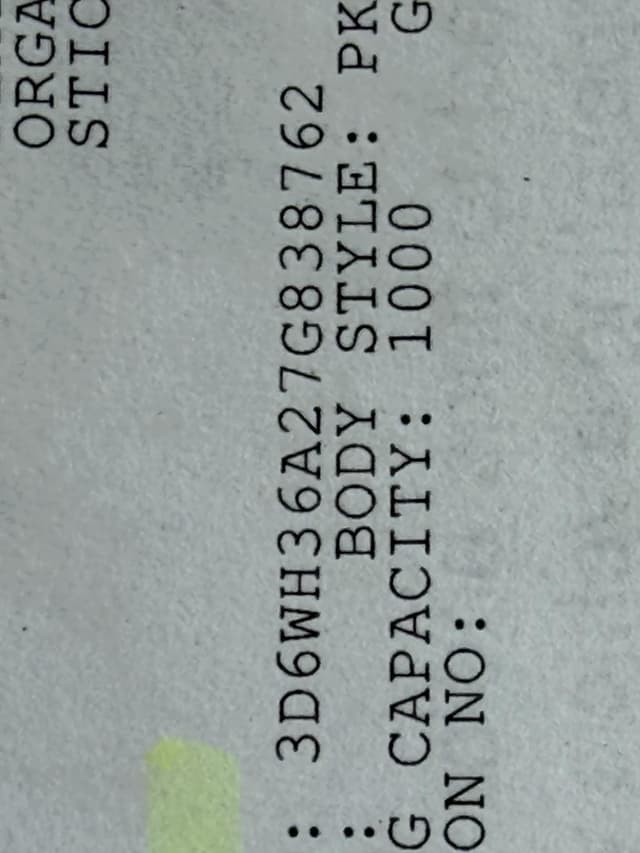 ORGA
STIO
: 3D6WH36A27G838762
: BODY STYLE: PK
G CAPACITY: 1000 G
ON NO: